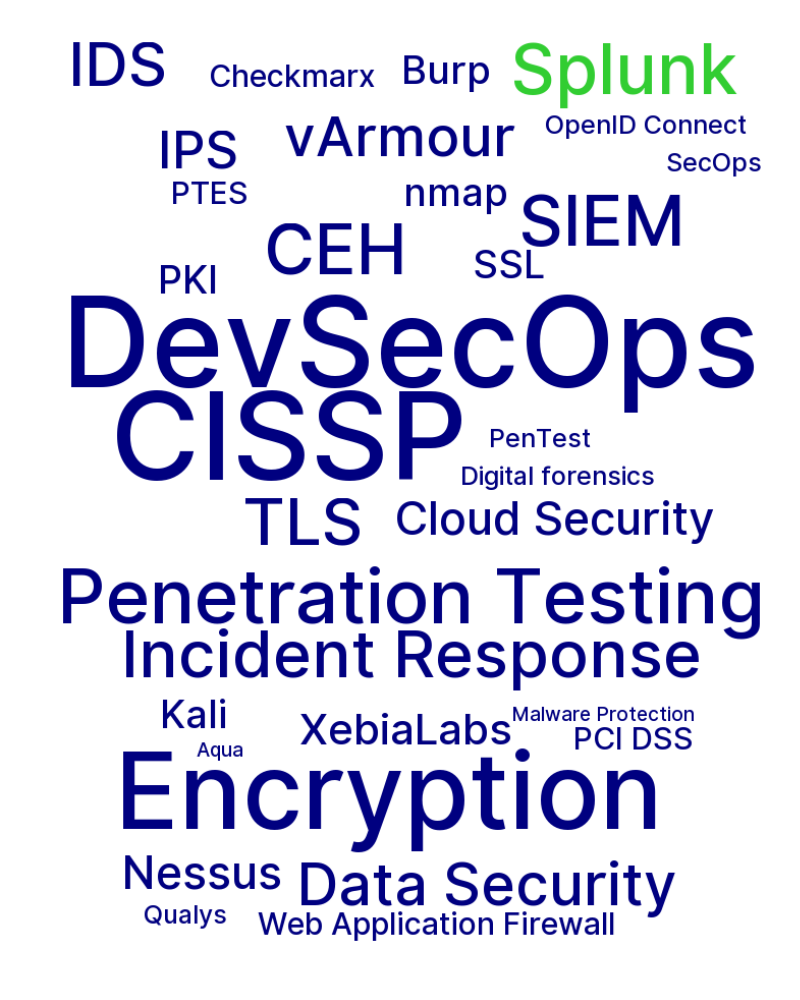 IDS
Checkmarx
Burp
Splunk
vArmour
OpenID Connect
IPS
SecOps
PTES
nmap
SIEM
CEH
SSL
PKI
DevSecOps
CISSP
PenTest
Digital forensics
TLS
Cloud Security
Penetration Testing
Incident Response
Kali
XebiaLabs
Malware Protection
PCI DSS
Aqua
Encryption
Nessus
Data Security
Qualys
Web Application Firewall